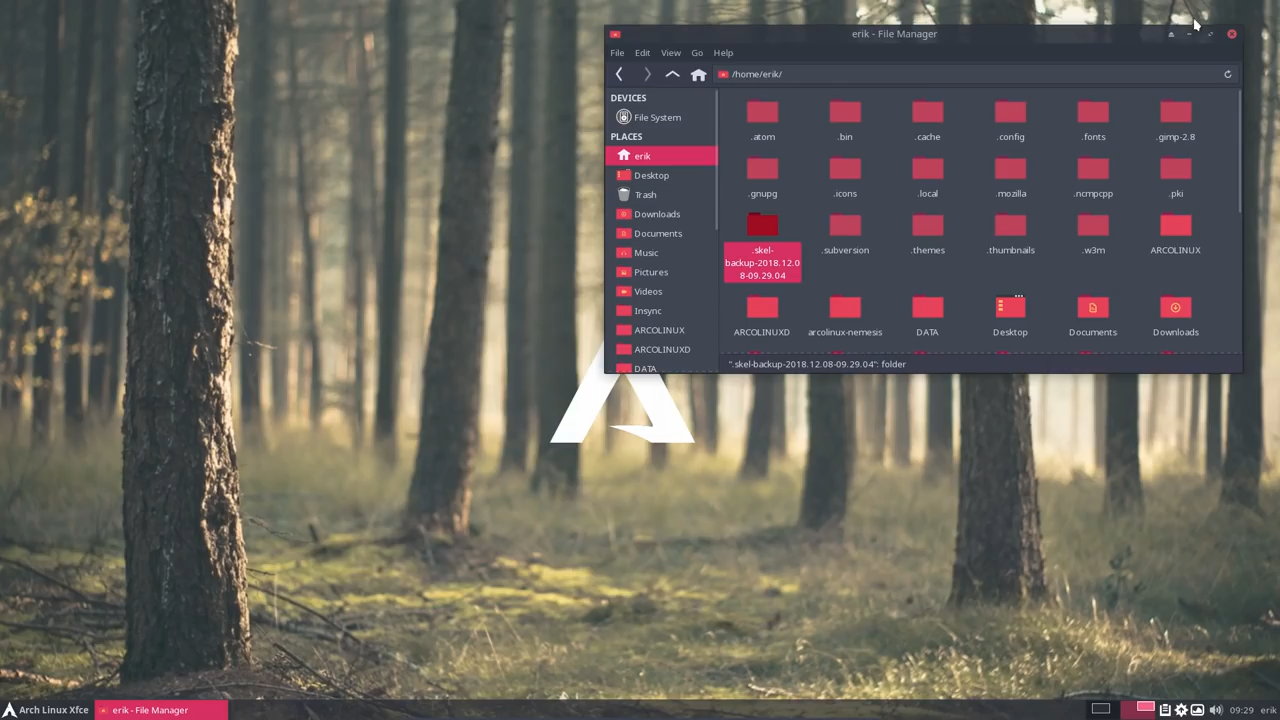 erik - File Manager
File Edit View Go Help
/home/erik/
DEVICES
File System
PLACES
erik
Desktop
Trash
Downloads
Documents
Music
Pictures
Videos
Insync
ARCOLINUX
ARCOLINUXD
DATA
.atom .bin .cache .config .fonts .gimp-2.8
.gnupg .icons .local .mozilla .ncmpcpp .pki
.skel-
backup-2018.12.0
8-09.29.04
.subversion .themes .thumbnails .w3m ARCOLINUX
ARCOLINUXD arcolinux-nemesis DATA Desktop Documents Downloads
".skel-backup-2018.12.08-09.29.04": folder
Arch Linux Xfce
erik - File Manager
09:29 erik